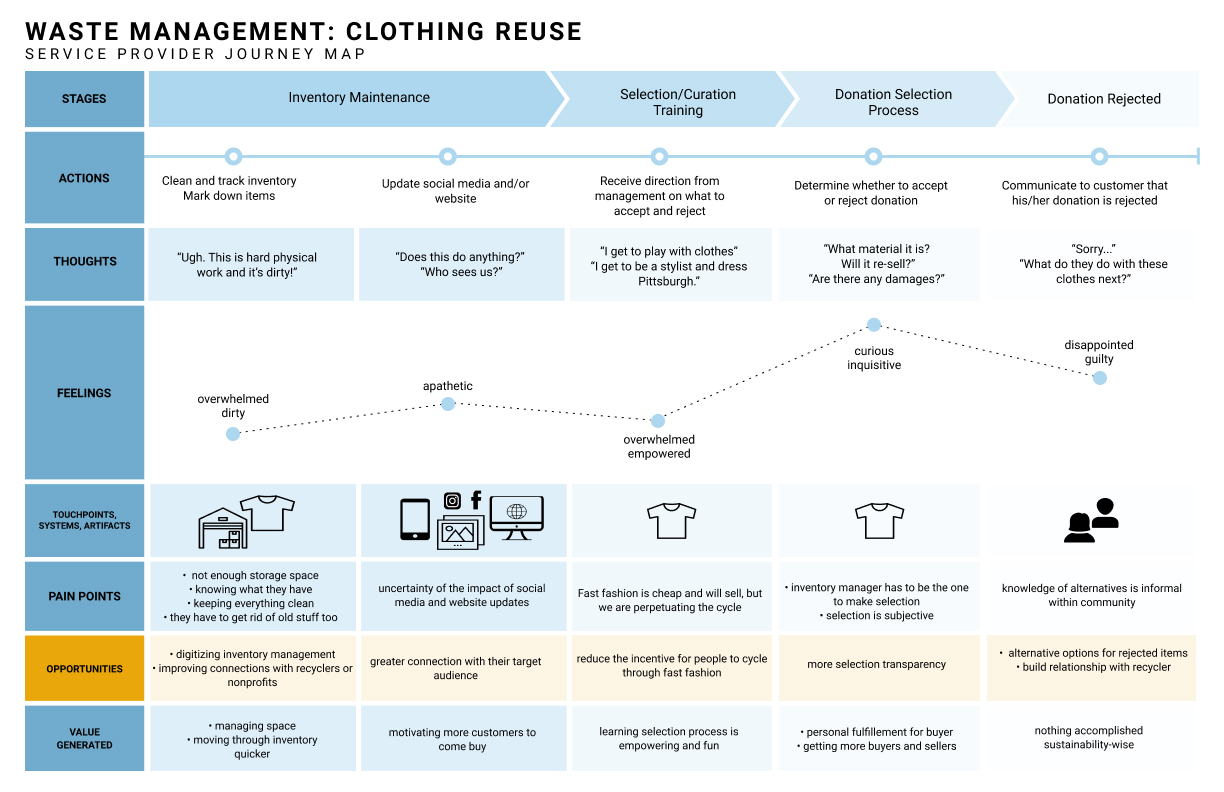 WASTE MANAGEMENT: CLOTHING REUSE
SERVICE PROVIDER JOURNEY MAP
STAGES
Inventory Maintenance
Selection/Curation
Training
Donation Selection
Process
Donation Rejected
ACTIONS
Clean and track inventory
Mark down items
Update social media and/or
website
Receive direction from
management on what to
accept and reject
Determine whether to accept
or reject donation
Communicate to customer that
his/her donation is rejected
THOUGHTS
“Ugh. This is hard physical
work and it’s dirty!”
“Does this do anything?”
“Who sees us?”
“I get to play with clothes”
“I get to be a stylist and dress
Pittsburgh.”
“What material it is?
Will it re-sell?”
“Are there any damages?”
“Sorry...”
“What do they do with these
clothes next?”
FEELINGS
overwhelmed
dirty
apathetic
overwhelmed
empowered
curious
inquisitive
disappointed
guilty
TOUCHPOINTS,
SYSTEMS, ARTIFACTS
PAIN POINTS
• not enough storage space
• knowing what they have
• keeping everything clean
• they have to get rid of old stuff too
uncertainty of the impact of social
media and website updates
Fast fashion is cheap and will sell, but
we are perpetuating the cycle
• inventory manager has to be the one
to make selection
• selection is subjective
knowledge of alternatives is informal
within community
OPPORTUNITIES
• digitizing inventory management
• improving connections with recyclers or
nonprofits
greater connection with their target
audience
reduce the incentive for people to cycle
through fast fashion
more selection transparency
• alternative options for rejected items
• build relationship with recycler
VALUE
GENERATED
• managing space
• moving through inventory
quicker
motivating more customers to
come buy
learning selection process is
empowering and fun
• personal fulfillment for buyer
• getting more buyers and sellers
nothing accomplished
sustainability-wise